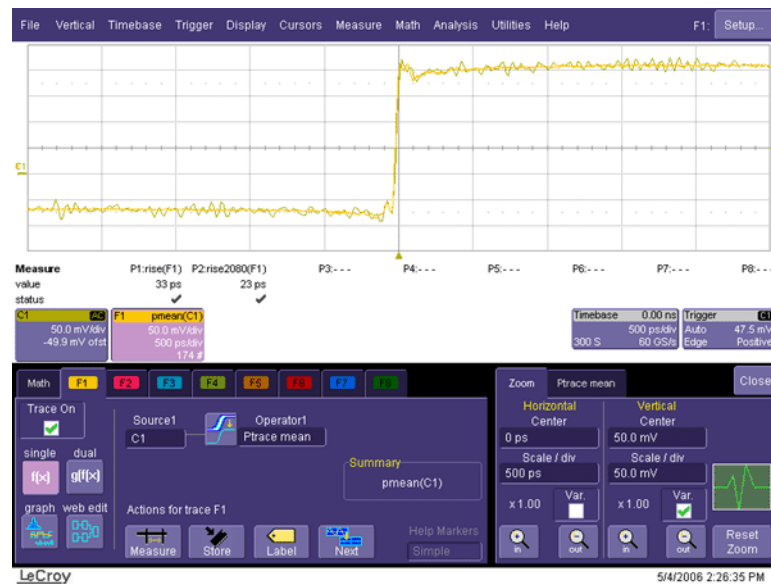 File Vertical Timebase Trigger Display Cursors Measure Math Analysis Utilities Help F1: Setup...
C1
Measure P1:rise(F1) P2:rise2080(F1) P3:- - - P4:- - - P5:- - - P6:- - - P7:- - - P8:- - -
value 33 ps 23 ps
status
C1 AC F1 pmean(C1) Timebase 0.00 ns Trigger C1
50.0 mV/div 50.0 mV/div 500 ps/div Auto 47.5 mV
-49.9 mV ofst 500 ps/div 300 S 60 GS/s Edge Positive
174 #
Math F1 F2 F3 F4 F5 F6 F7 F8 Zoom Ptrace mean Close
Trace On
Source1 Operator1
C1 Ptrace mean
single dual
f(x) g(f(x))
Summary
pmean(C1)
graph web edit
Actions for trace F1
Measure Store Label Next
Help Markers
Simple
Horizontal Vertical
Center Center
0 ps 50.0 mV
Scale / div Scale / div
500 ps 50.0 mV
x 1.00 Var. x 1.00 Var.
in out in out
Reset Zoom
LeCroy 5/4/2006 2:26:35 PM